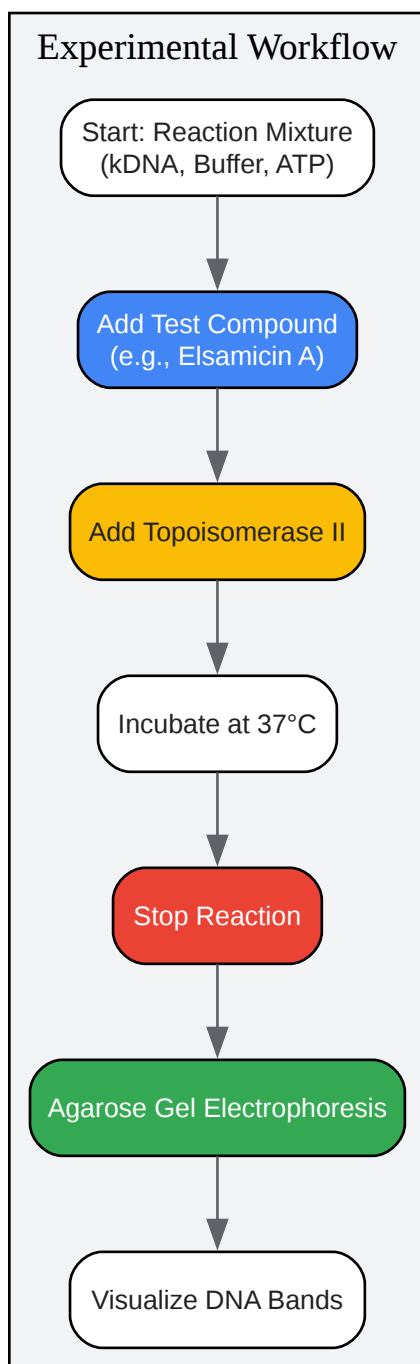 Experimental Workflow
Start: Reaction Mixture
(kDNA, Buffer, ATP)
Add Test Compound
(e.g., Elsamicin A)
Add Topoisomerase II
Incubate at 37°C
Stop Reaction
Agarose Gel Electrophoresis
Visualize DNA Bands